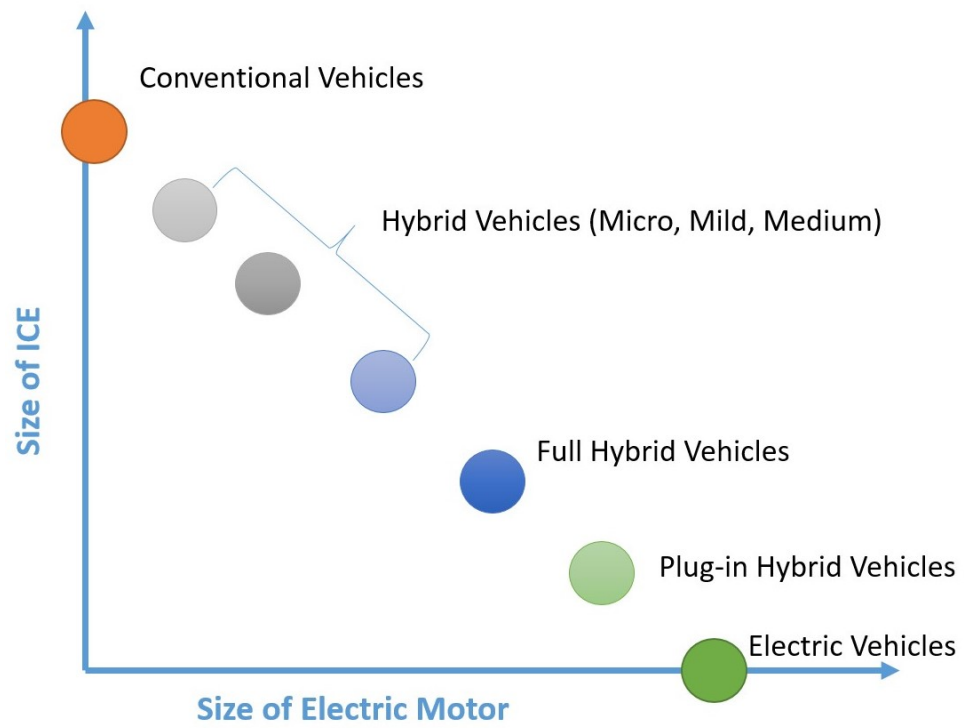 Conventional Vehicles
Hybrid Vehicles (Micro, Mild, Medium)
Size of ICE
Full Hybrid Vehicles
Plug-in Hybrid Vehicles
Electric Vehicles
Size of Electric Motor